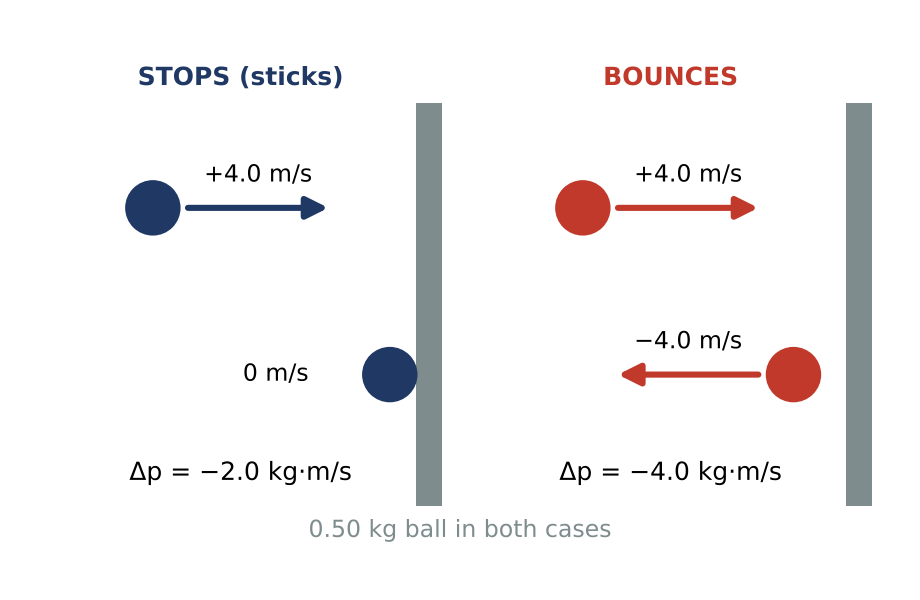 STOPS (sticks)
+4.0 m/s
0 m/s
Δp = −2.0 kg·m/s
BOUNCES
+4.0 m/s
−4.0 m/s
Δp = −4.0 kg·m/s
0.50 kg ball in both cases